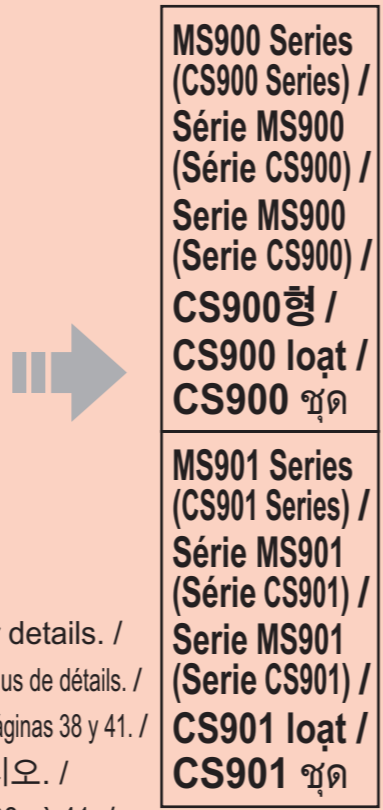 MS900 Series
(CS900 Series) /
Série MS900
(Série CS900) /
Serie MS900
(Serie CS900) /
CS900형 /
CS900 loạt /
CS900 ชุด
MS901 Series
(CS901 Series) /
Série MS901
(Série CS901) /
Serie MS901
(Serie CS901) /
CS901 loạt /
CS901 ชุด
details. /
us de détails. /
áginas 38 y 41. /
오. /